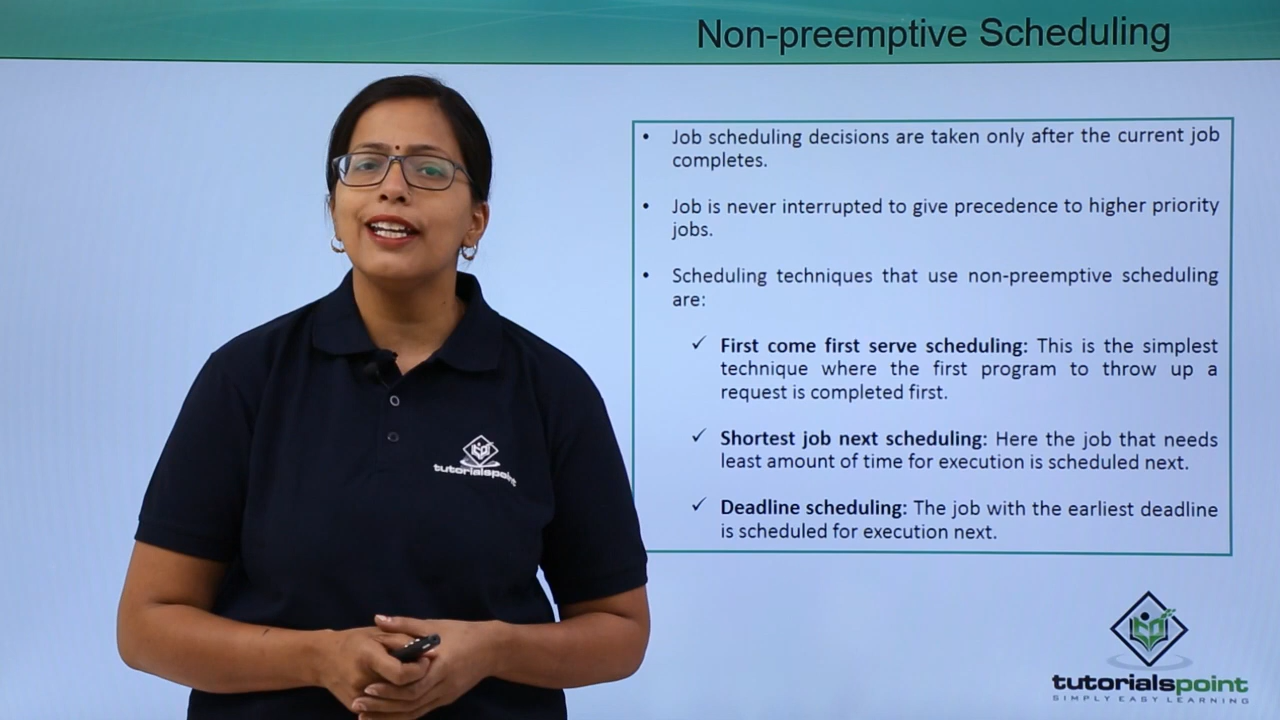 Non-preemptive Scheduling
• Job scheduling decisions are taken only after the current job
completes.
• Job is never interrupted to give precedence to higher priority
jobs.
• Scheduling techniques that use non-preemptive scheduling
are:
✓ First come first serve scheduling: This is the simplest
technique where the first program to throw up a
request is completed first.
✓ Shortest job next scheduling: Here the job that needs
least amount of time for execution is scheduled next.
✓ Deadline scheduling: The job with the earliest deadline
is scheduled for execution next.
tutorialspoint
tutorialspoint
SIMPLY EASY LEARNING